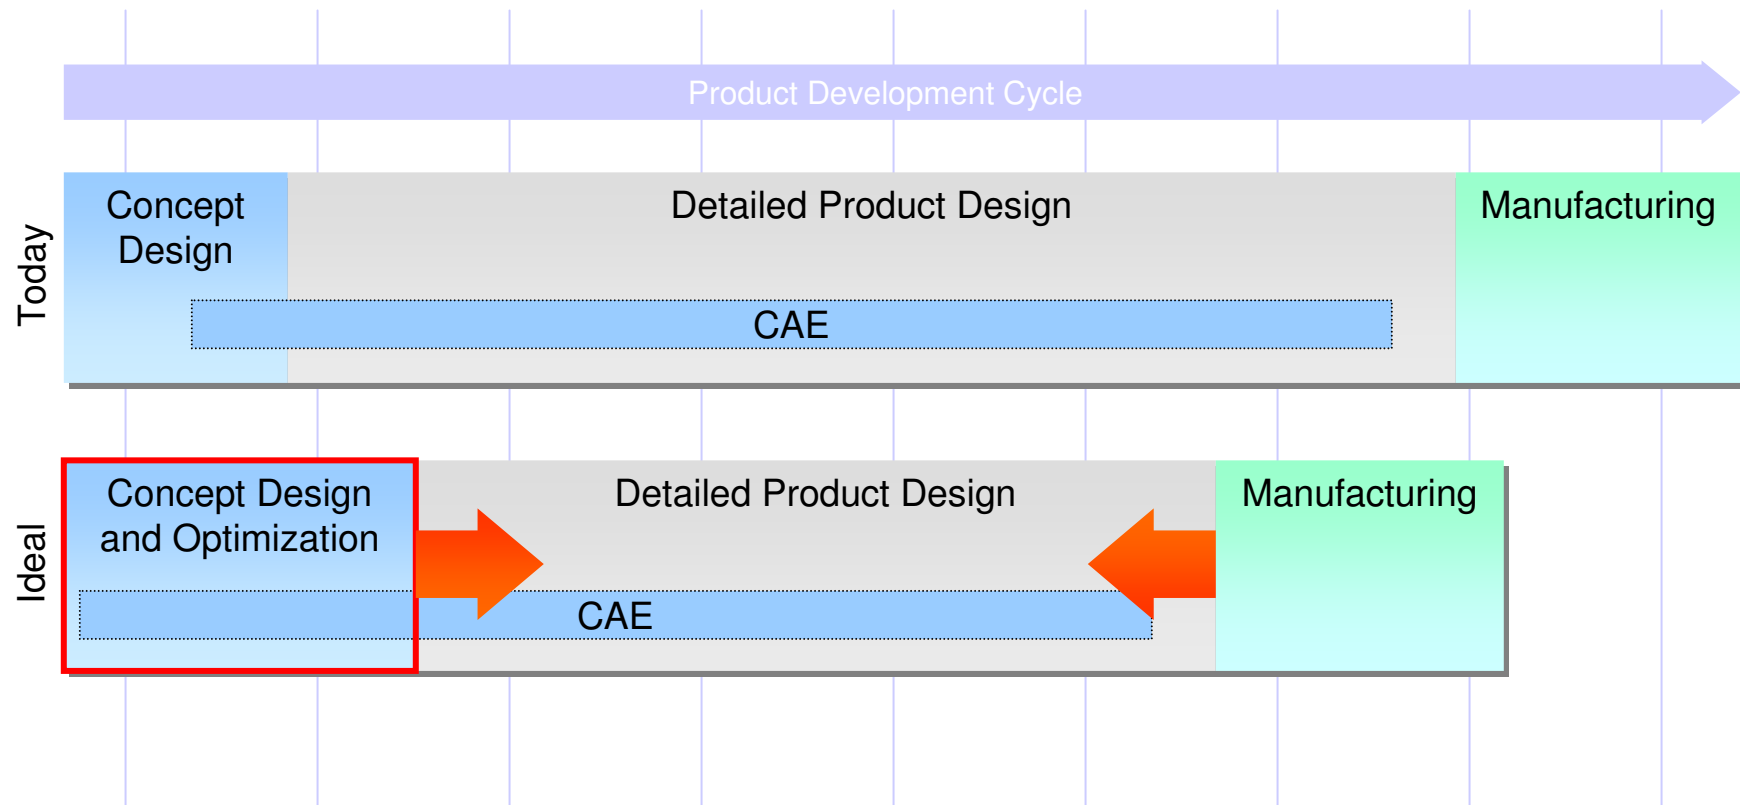 Product Development Cycle
Today
Concept
Design
Detailed Product Design
Manufacturing
CAE
Ideal
Concept Design
and Optimization
Detailed Product Design
Manufacturing
CAE